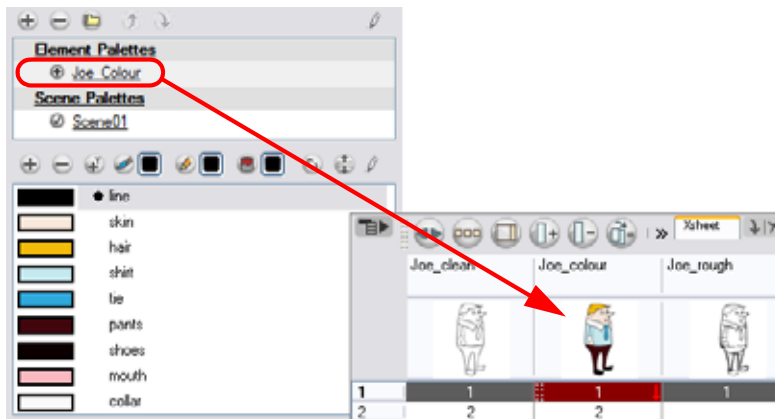 Element Palettes
Joe_Colour
Scene Palettes
Scene01
line
skin
hair
shirt
tie
pants
shoes
mouth
collar
Xsheet
Joe_clean Joe_colour Joe_rough
1 1 1 1
2 2 2